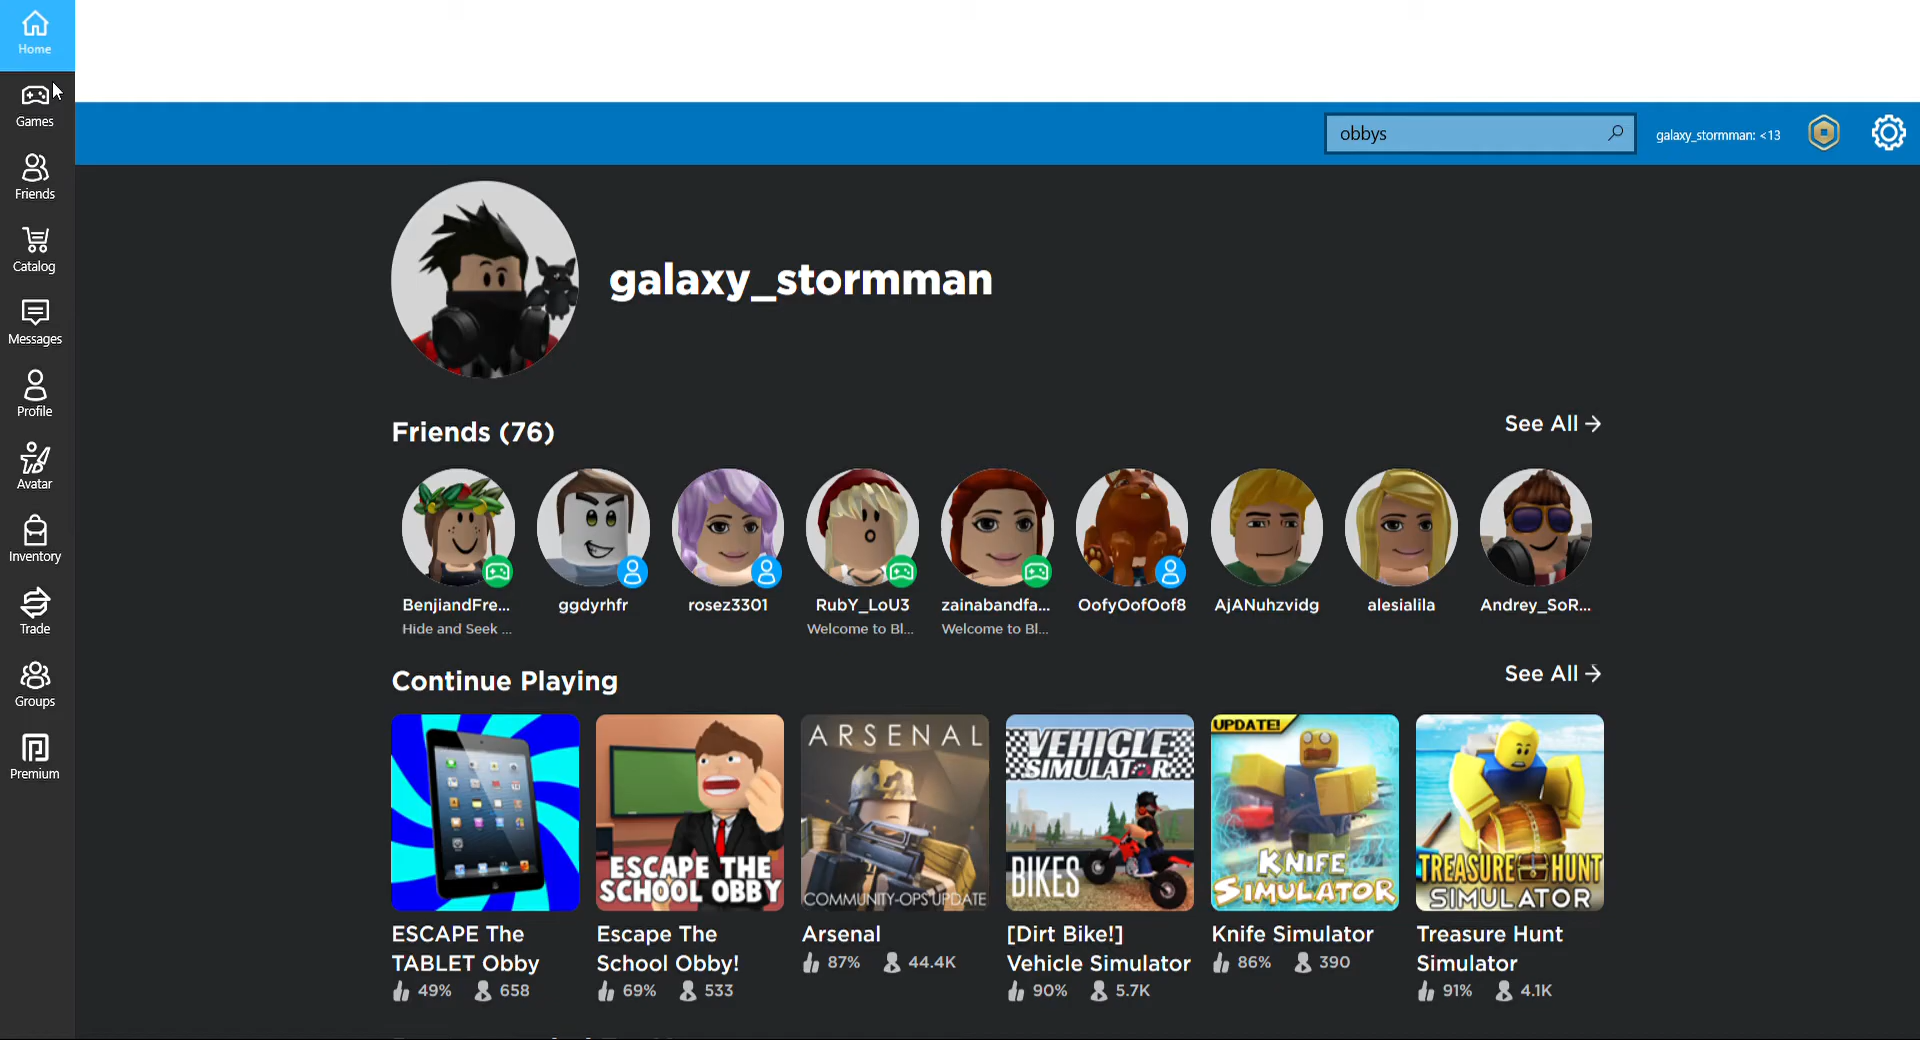 Home
Games
Friends
Catalog
Messages
Profile
Avatar
Inventory
Trade
Groups
Premium
obbys
galaxy_stormman: <13
galaxy_stormman
Friends (76)
See All
BenjiandFre...
ggdyrhfr
rosez3301
RubY_LoU3
zainabandfa...
OofyOofOof8
AjANuhzvidg
alesialila
Andrey_SoR...
Hide and Seek ...
Welcome to Bl...
Welcome to Bl...
Continue Playing
See All
ESCAPE THE
SCHOOL OBBY
ARSENAL
COMMUNITY-OPS UPDATE
VEHICLE
SIMULATOR
BIKES
UPDATE!
KNIFE
SIMULATOR
TREASURE HUNT
SIMULATOR
ESCAPE The
TABLET Obby
49% 658
Escape The
School Obby!
69% 533
Arsenal
87% 44.4K
[Dirt Bike!]
Vehicle Simulator
90% 5.7K
Knife Simulator
86% 390
Treasure Hunt
Simulator
91% 4.1K